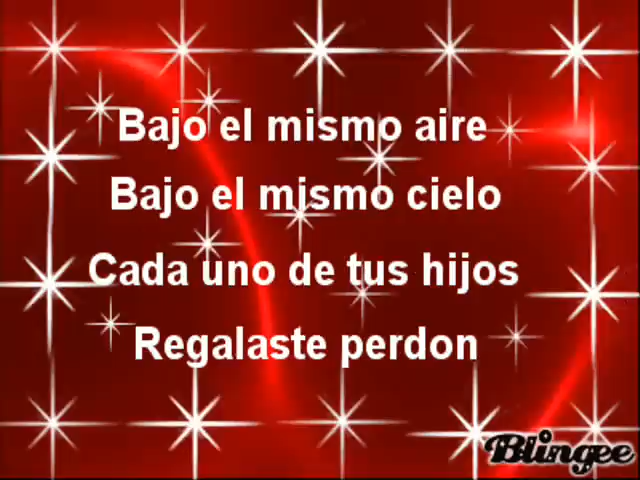 Bajo el mismo aire
Bajo el mismo cielo
Cada uno de tus hijos
Regalaste perdon
Blingee